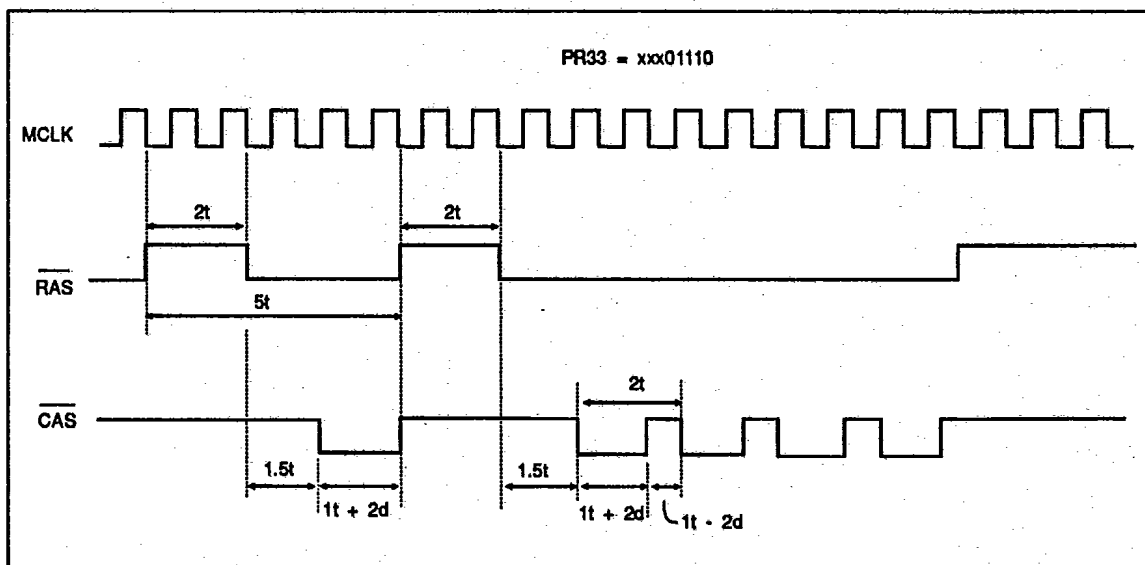 PR33 = xxx01110
MCLK
2t
2t
RAS
5t
2t
CAS
1.5t
1t + 2d
1.5t
1t + 2d
1t - 2d